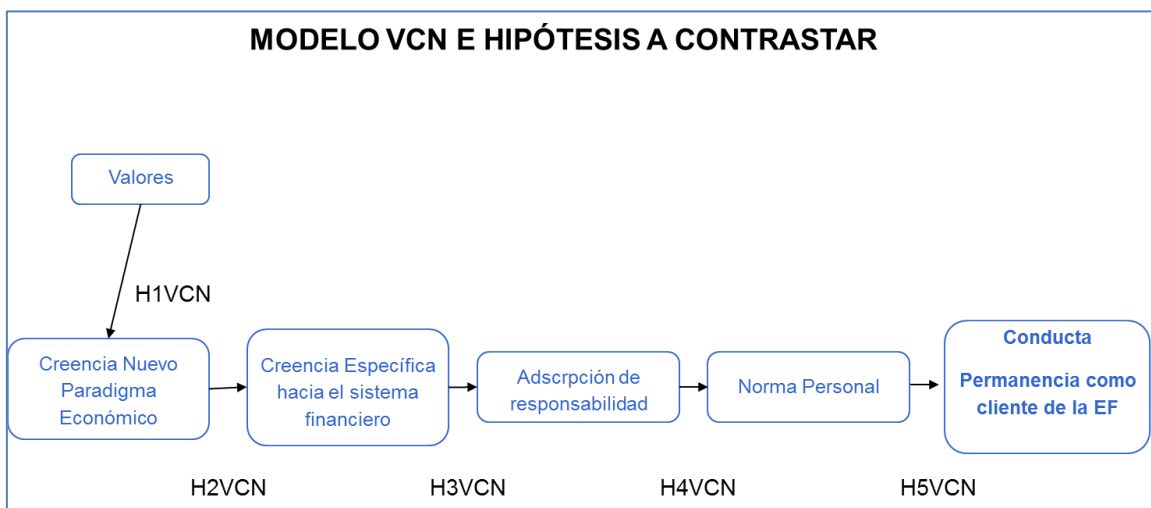 MODELO VCN E HIPÓTESIS A CONTRASTAR
Valores
H1VCN
Creencia Nuevo
Paradigma
Económico
Creencia Específica
hacia el sistema
financiero
Adscrpción de
responsabilidad
Norma Personal
Conducta
Permanencia como
cliente de la EF
H2VCN
H3VCN
H4VCN
H5VCN